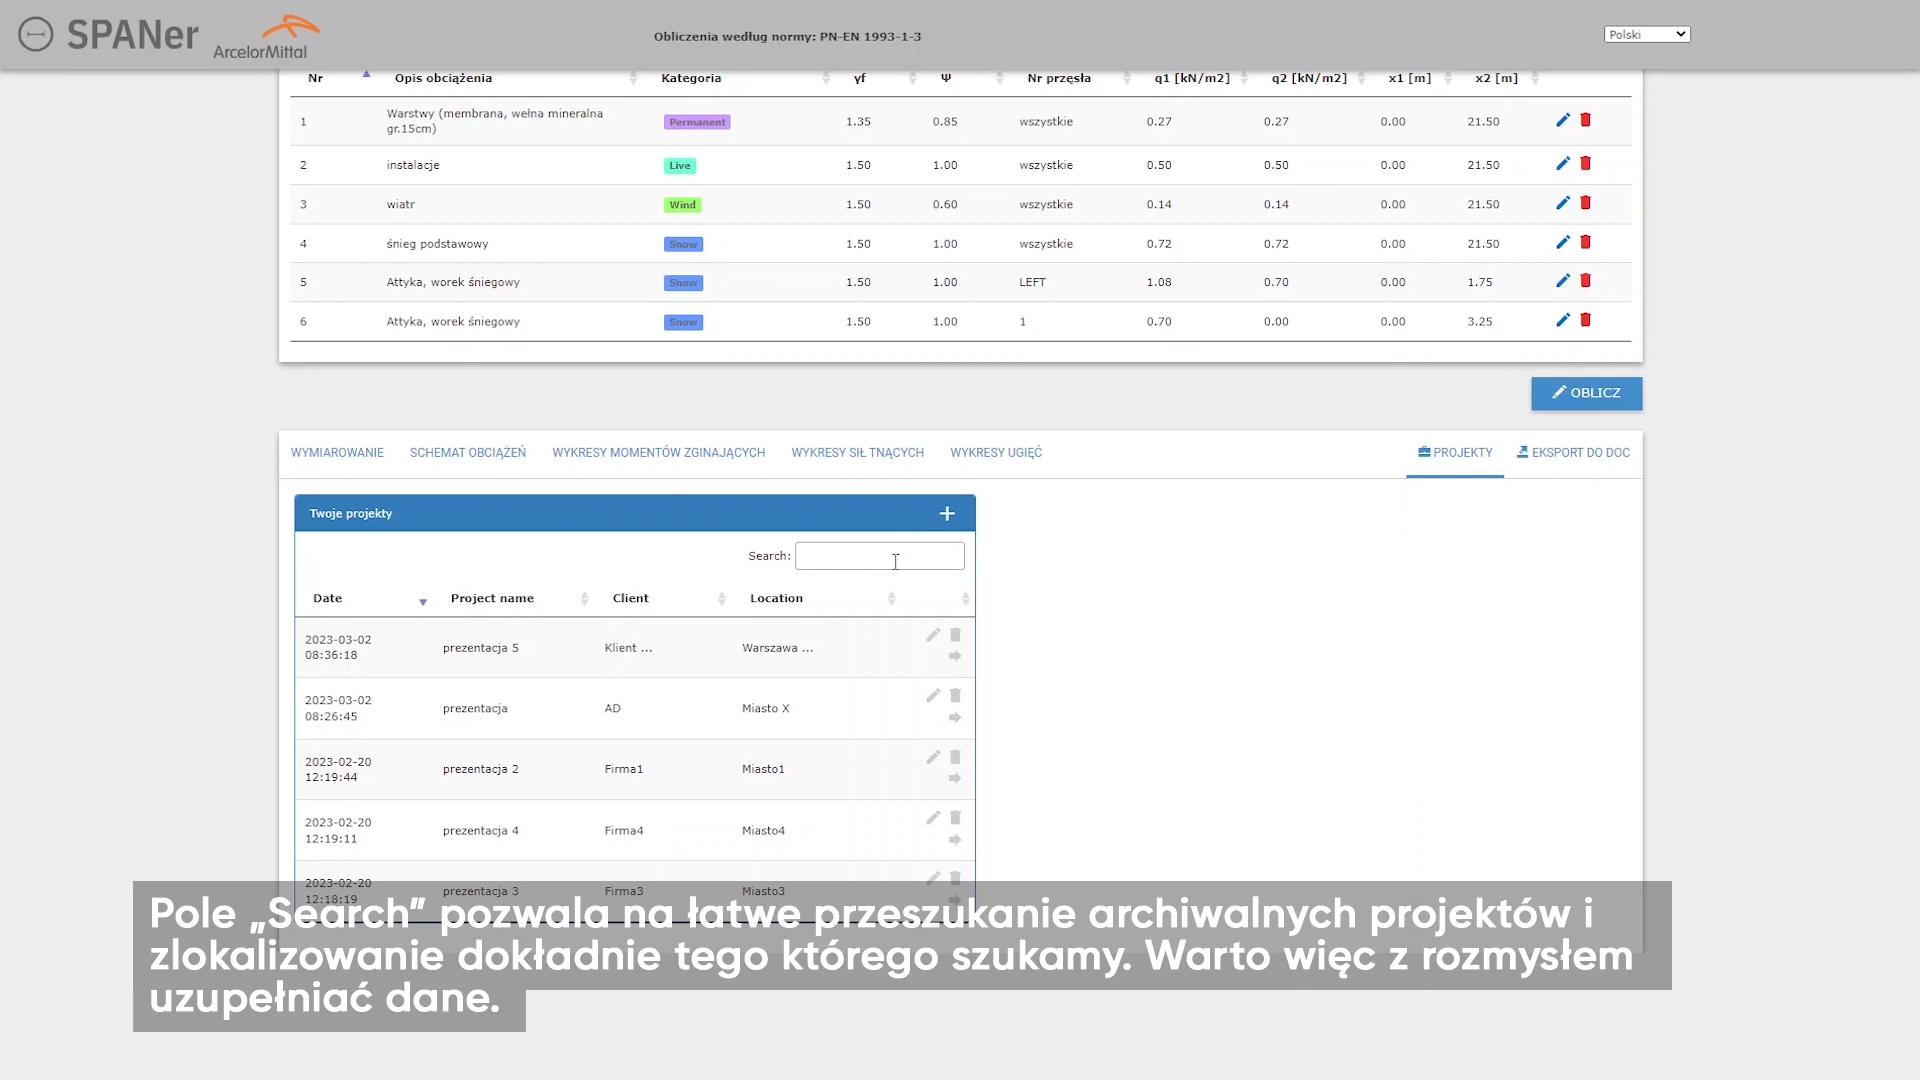 SPANer
ArcelorMittal
Obliczenia według normy: PN-EN 1993-1-3
Polski
Nr Opis obciążenia Kategoria γf Ψ Nr przęsła q1 [kN/m2] q2 [kN/m2] x1 [m] x2 [m]
1 Warstwy (membrana, wełna mineralna gr.15cm) Permanent 1.35 0.85 wszystkie 0.27 0.27 0.00 21.50
2 instalacje Live 1.50 1.00 wszystkie 0.50 0.50 0.00 21.50
3 wiatr Wind 1.50 0.60 wszystkie 0.14 0.14 0.00 21.50
4 śnieg podstawowy Snow 1.50 1.00 wszystkie 0.72 0.72 0.00 21.50
5 Attyka, worek śniegowy Snow 1.50 1.00 LEFT 1.08 0.70 0.00 1.75
6 Attyka, worek śniegowy Snow 1.50 1.00 1 0.70 0.00 0.00 3.25
OBLICZ
WYMIAROWANIE SCHEMAT OBCIĄŻEŃ WYKRESY MOMENTÓW ZGINAJĄCYCH WYKRESY SIŁ TNĄCYCH WYKRESY UGIĘĆ PROJEKTY EKSPORT DO DOC
Twoje projekty +
Search:
Date Project name Client Location
2023-03-02 08:36:18 prezentacja 5 Klient ... Warszawa ...
2023-03-02 08:26:45 prezentacja AD Miasto X
2023-02-20 12:19:44 prezentacja 2 Firma1 Miasto1
2023-02-20 12:19:11 prezentacja 4 Firma4 Miasto4
2023-02-20 12:18:19 prezentacja 3 Firma3 Miasto3
Pole „Search” pozwala na łatwe przeszukanie archiwalnych projektów i
zlokalizowanie dokładnie tego którego szukamy. Warto więc z rozmysłem
uzupełniać dane.